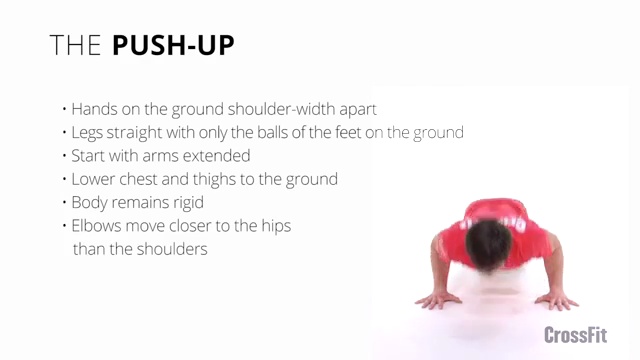 THE PUSH-UP
• Hands on the ground shoulder-width apart
• Legs straight with only the balls of the feet on the ground
• Start with arms extended
• Lower chest and thighs to the ground
• Body remains rigid
• Elbows move closer to the hips
than the shoulders
CrossFit